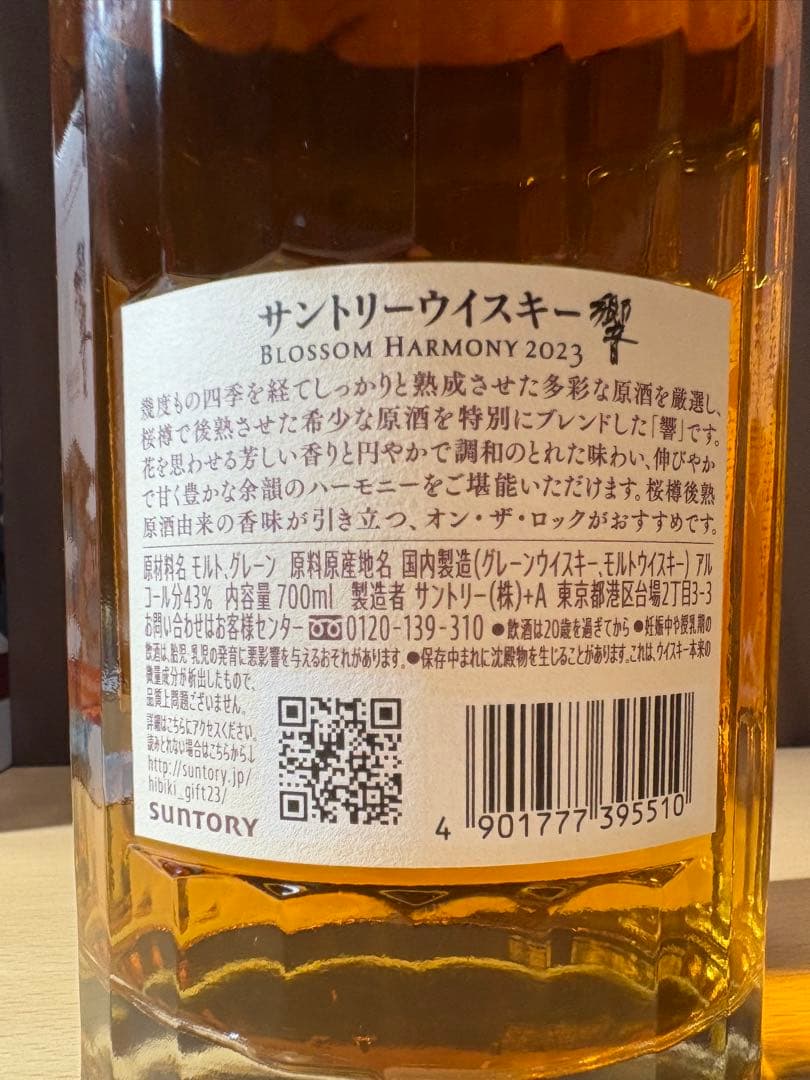 サントリーウイスキー響
BLOSSOM HARMONY 2023
幾度もの四季を経てしっかりと熟成させた多彩な原酒を厳選し、
桜樽で後熟させた希少な原酒を特別にブレンドした「響」です。
花を思わせる芳しい香りと円やかで調和のとれた味わい、伸びやか
で甘く豊かな余韻のハーモニーをご堪能いただけます。桜樽後熟
原酒由来の香味が引き立つ、オン・ザ・ロックがおすすめです。
原材料名 モルト、グレーン 原料原産地名 国内製造(グレーンウイスキー、モルトウイスキー) アル
コール分43% 内容量 700ml 製造者 サントリー(株)+A 東京都港区台場2丁目3-3
お問い合わせはお客様センター 0120-139-310 ●飲酒は20歳を過ぎてから ●妊娠中や授乳期の
飲酒は、胎児・乳児の発育に悪影響を与えるおそれがあります。●保存中まれに沈殿物を生じることがあります。これは、ウイスキー本来の
微量成分が析出したもので、
品質上問題ございません。
詳細はこちらにアクセスください。
読みとれない場合はこちらから↓
http://suntory.jp/
hibiki_gift23/
SUNTORY
4 901777 395510